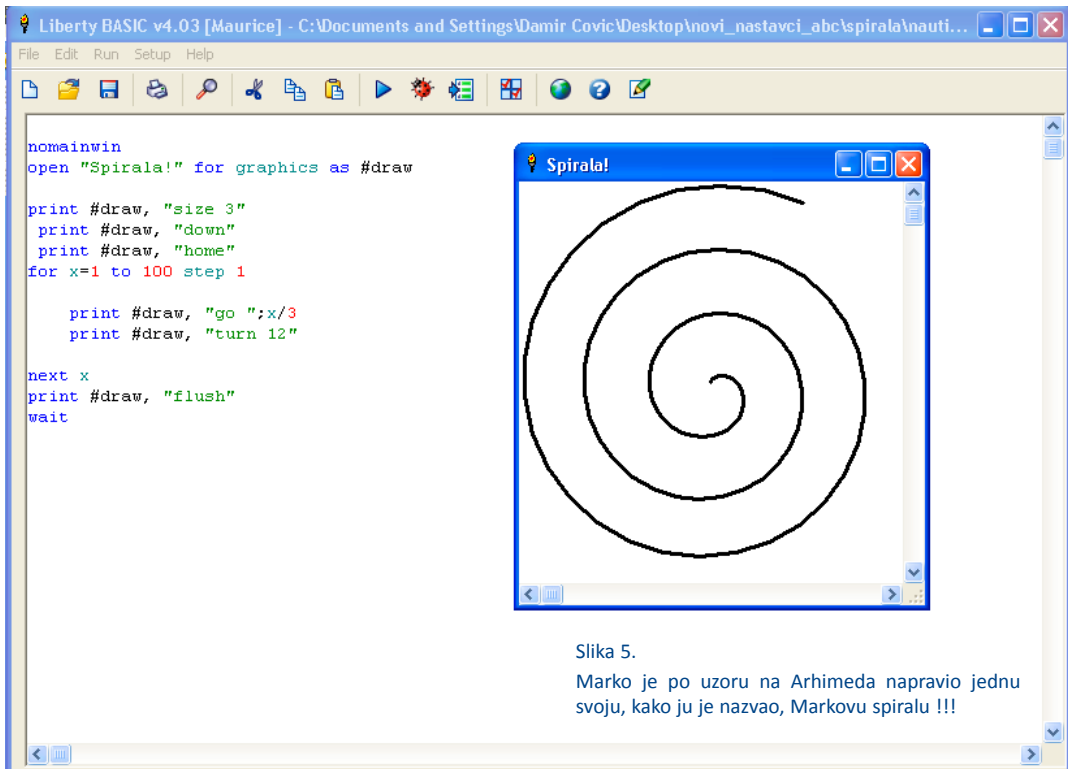 Liberty BASIC v4.03 [Maurice] - C:\Documents and Settings\Damir Covic\Desktop\novi_nastavci_abc\spirala\nauti...
File Edit Run Setup Help
nomainwin
open "Spirala!" for graphics as #draw
print #draw, "size 3"
print #draw, "down"
print #draw, "home"
for x=1 to 100 step 1
print #draw, "go ";x/3
print #draw, "turn 12"
next x
print #draw, "flush"
wait
Spirala!
Slika 5.
Marko je po uzoru na Arhimeda napravio jednu
svoju, kako ju je nazvao, Markovu spiralu !!!